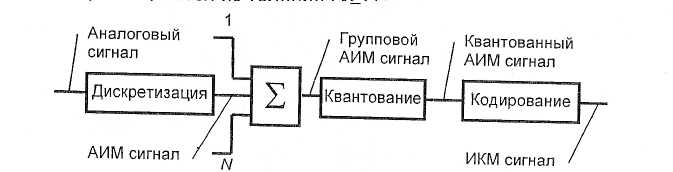 1
Аналоговый
сигнал
Групповой
АИМ сигнал
Квантованный
АИМ сигнал
Дискретизация
Σ
Квантование
Кодирование
АИМ сигнал
N
ИКМ сигнал